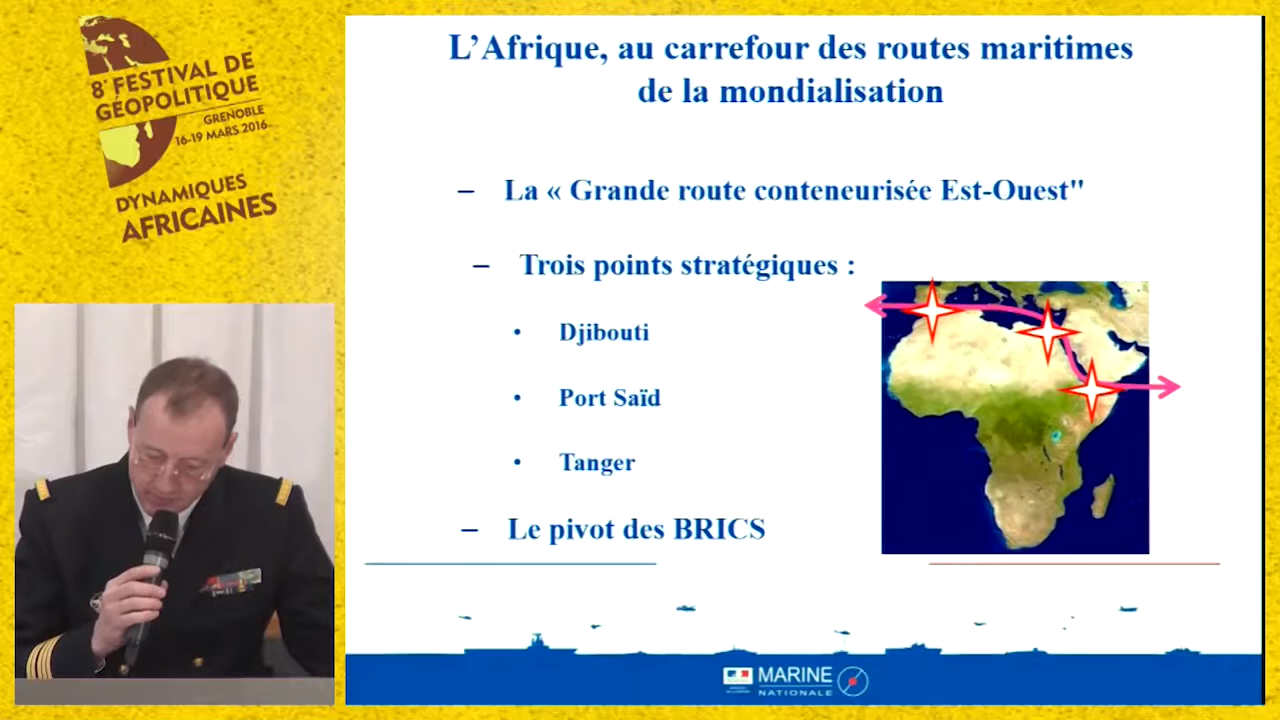 8e FESTIVAL DE
GÉOPOLITIQUE
GRENOBLE
16-19 MARS 2016
DYNAMIQUES
AFRICAINES
L'Afrique, au carrefour des routes maritimes
de la mondialisation
– La « Grande route conteneurisée Est-Ouest"
– Trois points stratégiques :
• Djibouti
• Port Saïd
• Tanger
– Le pivot des BRICS
MARINE
NATIONALE